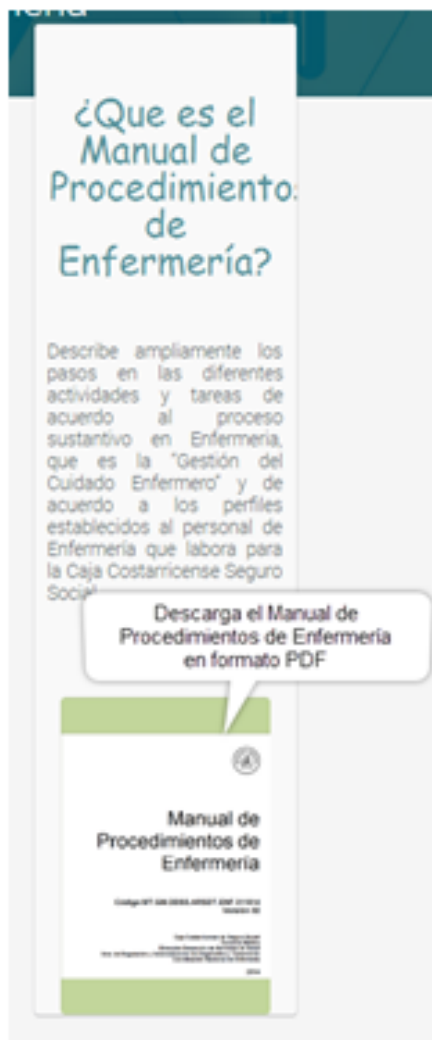 ¿Que es el
Manual de
Procedimiento
de
Enfermería?
Describe ampliamente los
pasos en las diferentes
actividades y tareas de
acuerdo al proceso
sustantivo en Enfermería,
que es la "Gestión del
Cuidado Enfermero" y de
acuerdo a los perfiles
establecidos al personal de
Enfermería que labora para
la Caja Costarricense Seguro
Social
Descarga el Manual de
Procedimientos de Enfermería
en formato PDF
Manual de
Procedimientos de
Enfermería